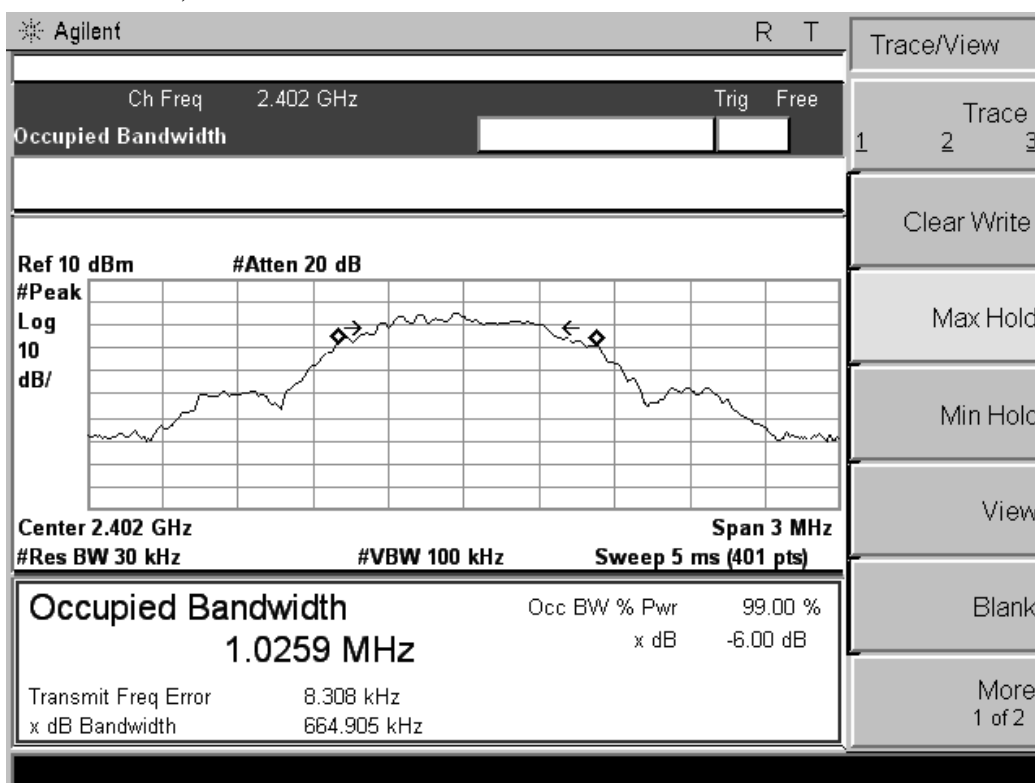 Agilent R T
Ch Freq 2.402 GHz Trig Free
Occupied Bandwidth
Ref 10 dBm #Atten 20 dB
#Peak
Log
10
dB/
Center 2.402 GHz Span 3 MHz
#Res BW 30 kHz #VBW 100 kHz Sweep 5 ms (401 pts)
Occupied Bandwidth
1.0259 MHz
Occ BW % Pwr 99.00 %
x dB -6.00 dB
Transmit Freq Error 8.308 kHz
x dB Bandwidth 664.905 kHz
Trace/View
Trace
1 2 3
Clear Write
Max Hold
Min Hold
View
Blank
More
1 of 2